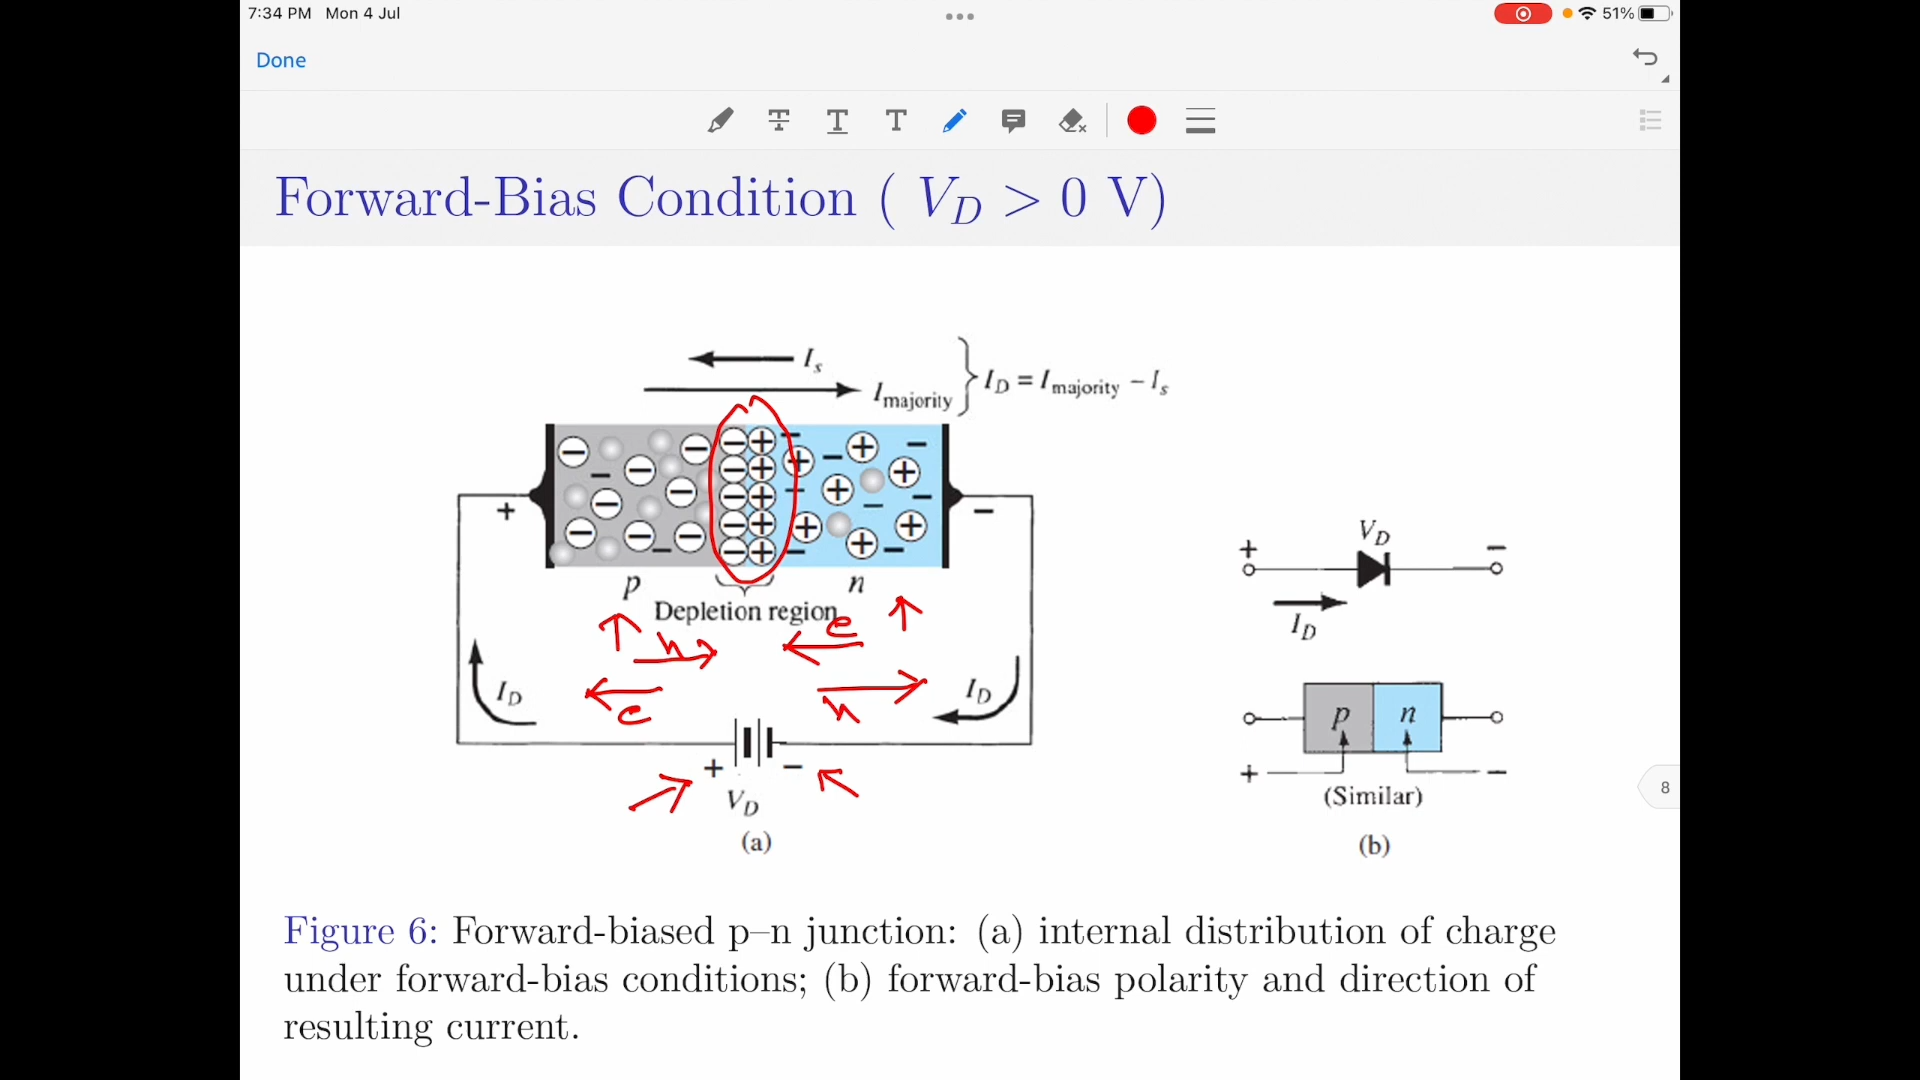 7:34 PM Mon 4 Jul
51%
Done
Forward-Bias Condition ( V_D > 0 V)
I_s
I_majority
I_D = I_majority − I_s
+
−
p
n
Depletion region
h
e
e
h
I_D
I_D
+ −
V_D
(a)
V_D
+ −
I_D
p n
+ −
(Similar)
(b)
8
Figure 6: Forward-biased p–n junction: (a) internal distribution of charge
under forward-bias conditions; (b) forward-bias polarity and direction of
resulting current.